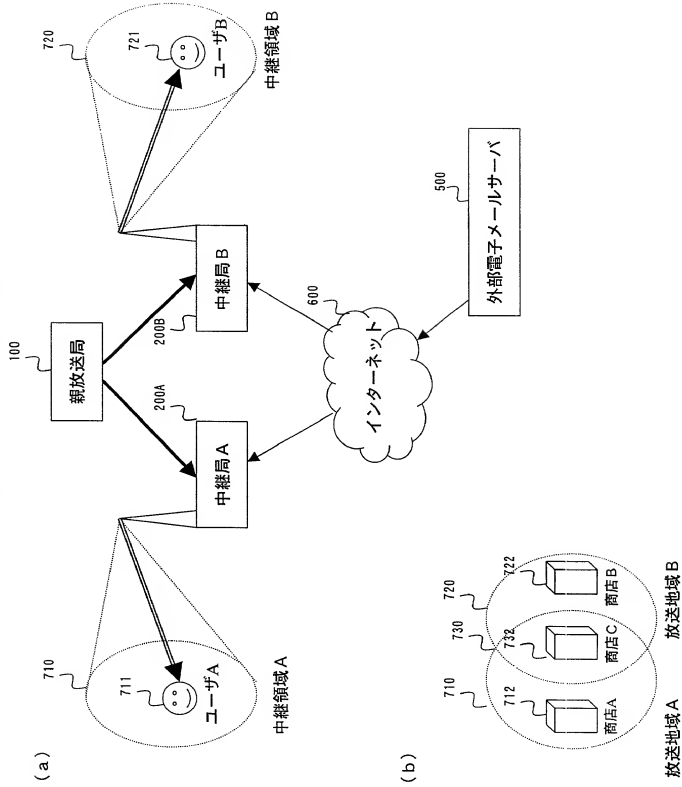 (a)
100
親放送局
710
711
ユーザA
中継領域A
200A
中継局A
200B
中継局B
720
721
ユーザB
中継領域B
600
インターネット
500
外部電子メールサーバ
(b)
710
712
商店A
730
732
商店C
720
722
商店B
放送地域A
放送地域B